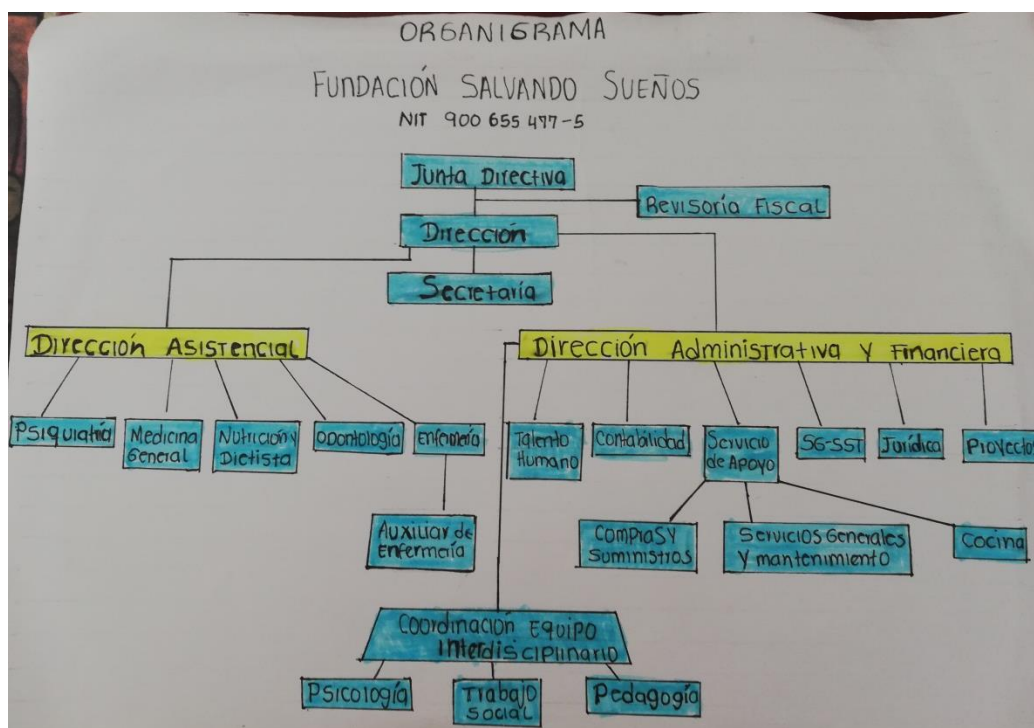 ORGANIGRAMA
FUNDACIÓN SALVANDO SUEÑOS
NIT 900 655 477-5
Junta Directiva
Revisoría Fiscal
Dirección
Secretaría
Dirección Asistencial
Dirección Administrativa y Financiera
Psiquiatría
Medicina
General
Nutrición y
Dietista
Odontología
Enfermería
Talento
Humano
Contabilidad
Servicio
de Apoyo
SG-SST
Jurídica
Proyectos
Auxiliar de
Enfermería
Compras y
Suministros
Servicios Generales
y mantenimiento
Cocina
Coordinación Equipo
Interdisciplinario
Psicología
Trabajo
Social
Pedagogía